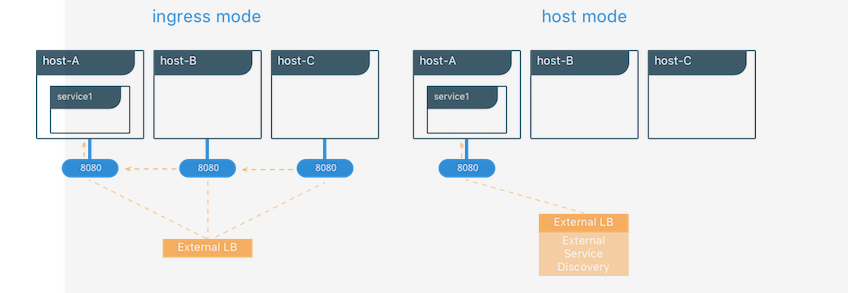 ingress mode
host mode
host-A
host-B
host-C
host-A
host-B
host-C
service1
service1
8080
8080
8080
8080
External LB
External LB
External
Service
Discovery